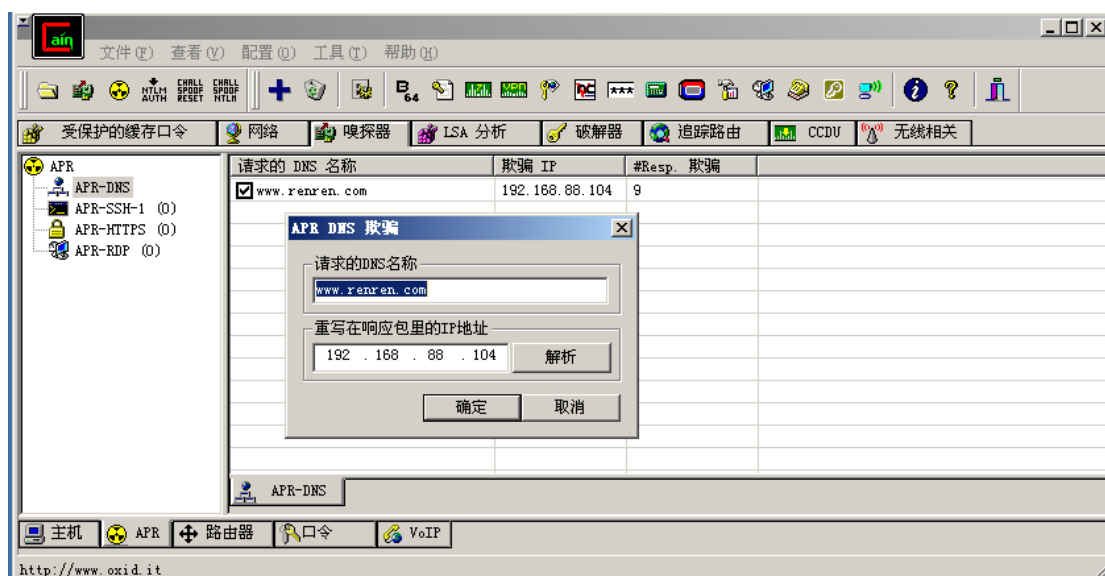 Cain
文件(F) 查看(V) 配置(O) 工具(T) 帮助(H)
NTLM AUTH CHALL SPOOF RESET CHALL SPOOF NTLM B64 ***
受保护的缓存口令 网络 嗅探器 LSA 分析 破解器 追踪路由 CCDU 无线相关
APR 请求的 DNS 名称 欺骗 IP #Resp. 欺骗
APR-DNS www.renren.com 192.168.88.104 9
APR-SSH-1 (0)
APR-HTTPS (0)
APR-RDP (0)
APR DNS 欺骗
请求的DNS名称
www.renren.com
重写在响应包里的IP地址
192 . 168 . 88 . 104 解析
确定 取消
APR-DNS
主机 APR 路由器 口令 VoIP
http://www.oxid.it